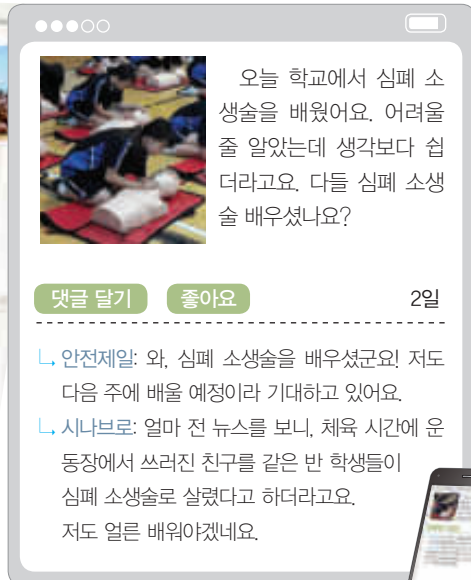 오늘 학교에서 심폐 소
생술을 배웠어요. 어려울
줄 알았는데 생각보다 쉽
더라고요. 다들 심폐 소생
술 배우셨나요?
댓글 달기 좋아요 2일
안전제일: 와, 심폐 소생술을 배우셨군요! 저도
다음 주에 배울 예정이라 기대하고 있어요.
시나브로: 얼마 전 뉴스를 보니, 체육 시간에 운
동장에서 쓰러진 친구를 같은 반 학생들이
심폐 소생술로 살렸다고 하더라고요.
저도 얼른 배워야겠네요.